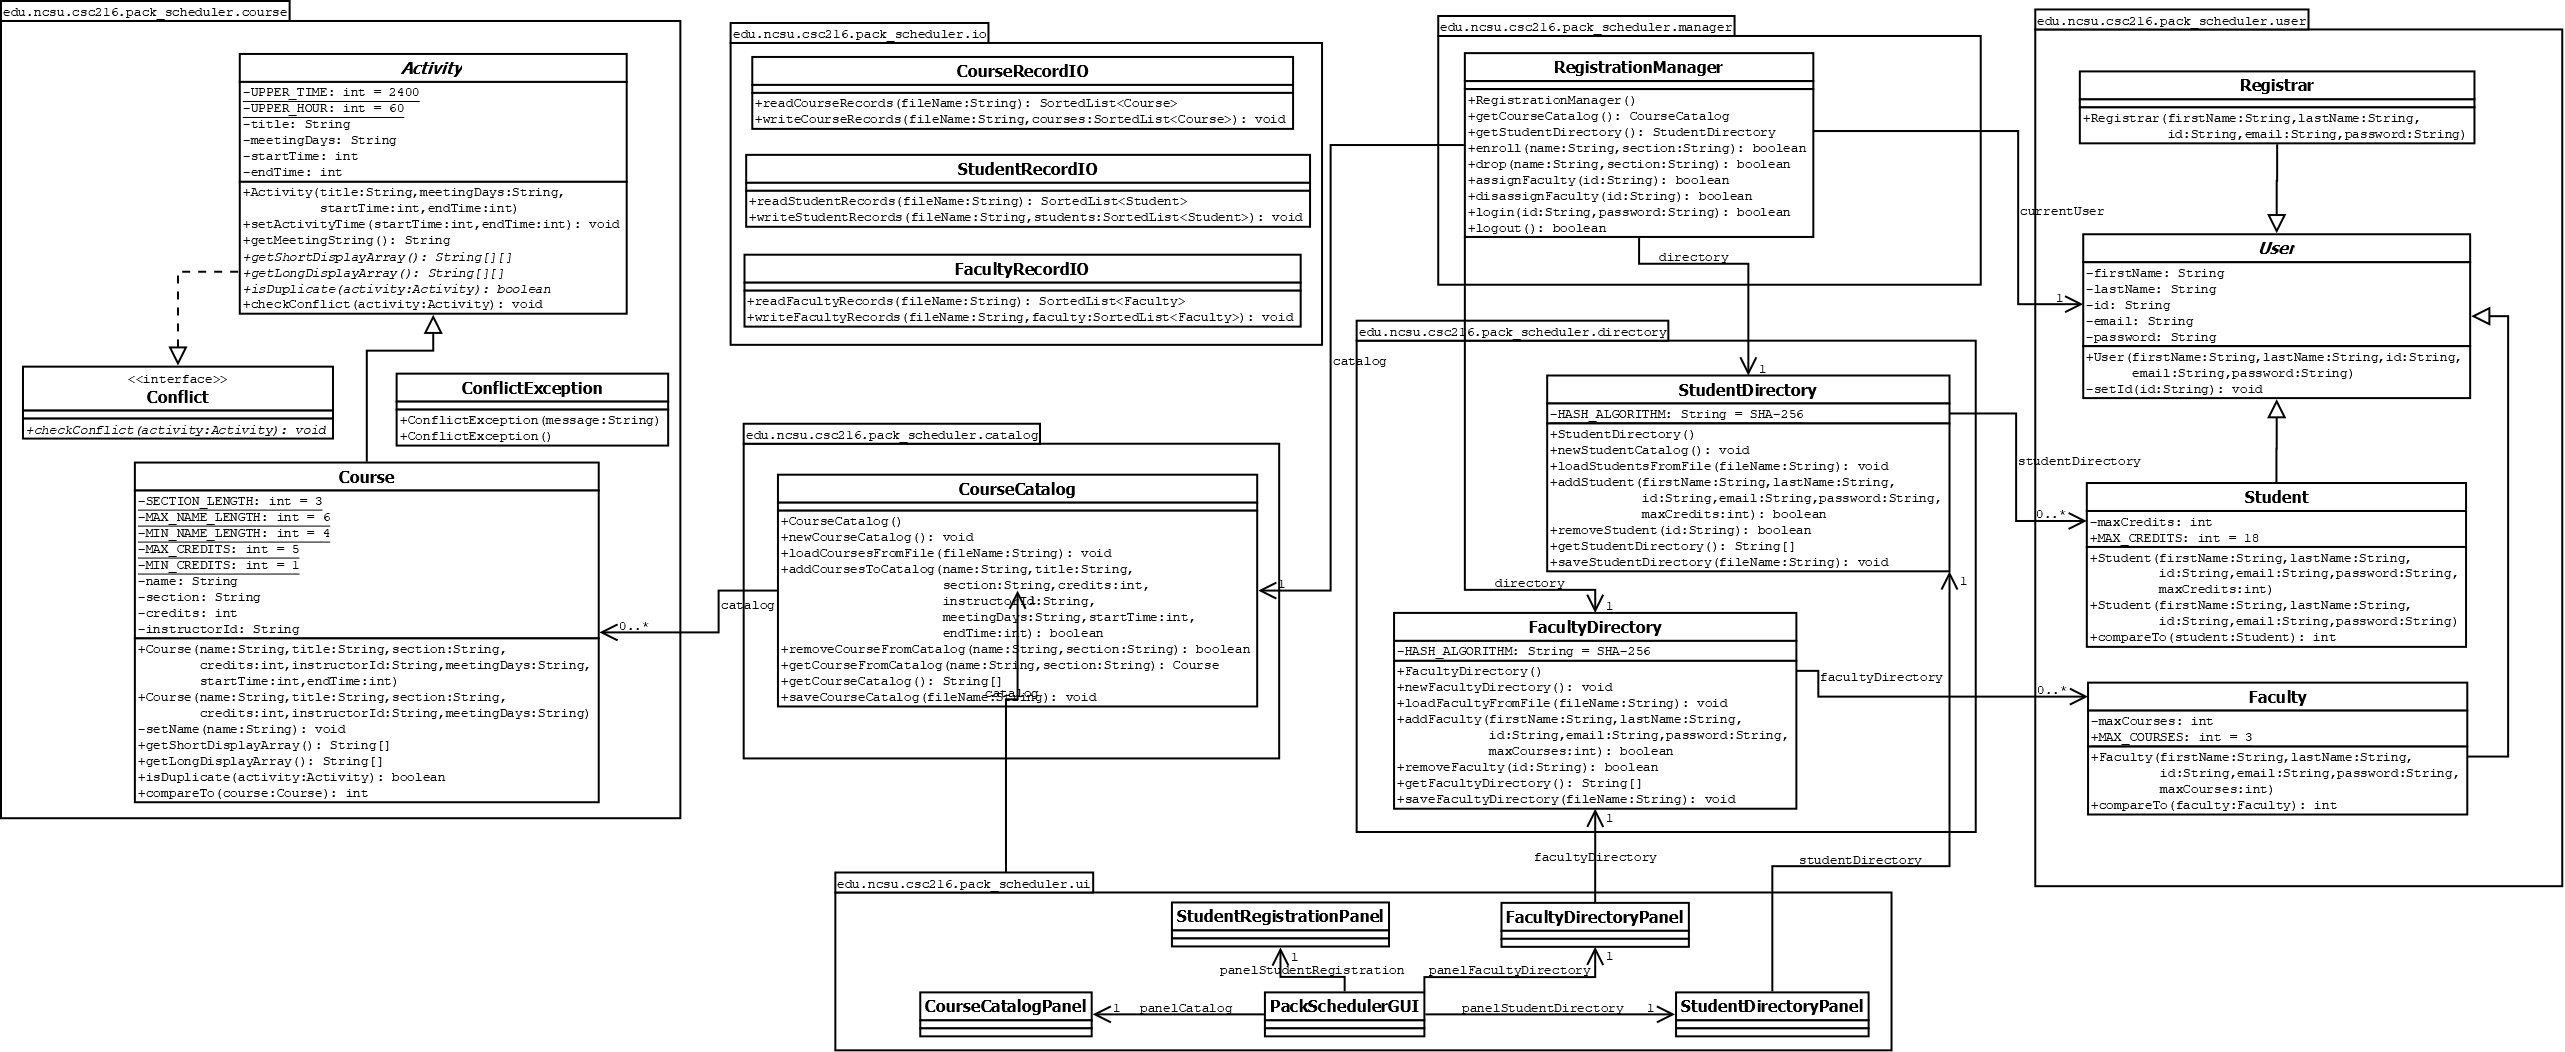 edu.ncsu.csc216.pack_scheduler.course
Activity
-UPPER_TIME: int = 2400
-UPPER_HOUR: int = 60
-title: String
-meetingDays: String
-startTime: int
-endTime: int
+Activity(title:String,meetingDays:String,
startTime:int,endTime:int)
+setActivityTime(startTime:int,endTime:int): void
+getMeetingString(): String
+getShortDisplayArray(): String[][]
+getLongDisplayArray(): String[][]
+isDuplicate(activity:Activity): boolean
+checkConflict(activity:Activity): void
<<interface>>
Conflict
+checkConflict(activity:Activity): void
ConflictException
+ConflictException(message:String)
+ConflictException()
Course
-SECTION_LENGTH: int = 3
-MAX_NAME_LENGTH: int = 6
-MIN_NAME_LENGTH: int = 4
-MAX_CREDITS: int = 5
-MIN_CREDITS: int = 1
-name: String
-section: String
-credits: int
-instructorId: String
+Course(name:String,title:String,section:String,
credits:int,instructorId:String,meetingDays:String,
startTime:int,endTime:int)
+Course(name:String,title:String,section:String,
credits:int,instructorId:String,meetingDays:String)
-setName(name:String): void
+getShortDisplayArray(): String[]
+getLongDisplayArray(): String[]
+isDuplicate(activity:Activity): boolean
+compareTo(course:Course): int
edu.ncsu.csc216.pack_scheduler.io
CourseRecordIO
+readCourseRecords(fileName:String): SortedList<Course>
+writeCourseRecords(fileName:String,courses:SortedList<Course>): void
StudentRecordIO
+readStudentRecords(fileName:String): SortedList<Student>
+writeStudentRecords(fileName:String,students:SortedList<Student>): void
FacultyRecordIO
+readFacultyRecords(fileName:String): SortedList<Faculty>
+writeFacultyRecords(fileName:String,faculty:SortedList<Faculty>): void
edu.ncsu.csc216.pack_scheduler.catalog
CourseCatalog
+CourseCatalog()
+newCourseCatalog(): void
+loadCoursesFromFile(fileName:String): void
+addCoursesToCatalog(name:String,title:String,
section:String,credits:int,
instructorId:String,
meetingDays:String,startTime:int,
endTime:int): boolean
+removeCourseFromCatalog(name:String,section:String): boolean
+getCourseFromCatalog(name:String,section:String): Course
+getCourseCatalog(): String[]
+saveCourseCatalog(fileName:String): void
catalog
0..*
catalog
catalog
1
edu.ncsu.csc216.pack_scheduler.manager
RegistrationManager
+RegistrationManager()
+getCourseCatalog(): CourseCatalog
+getStudentDirectory(): StudentDirectory
+enroll(name:String,section:String): boolean
+drop(name:String,section:String): boolean
+assignFaculty(id:String): boolean
+disassignFaculty(id:String): boolean
+login(id:String,password:String): boolean
+logout(): boolean
directory
1
currentUser
1
edu.ncsu.csc216.pack_scheduler.directory
StudentDirectory
-HASH_ALGORITHM: String = SHA-256
+StudentDirectory()
+newStudentCatalog(): void
+loadStudentsFromFile(fileName:String): void
+addStudent(firstName:String,lastName:String,
id:String,email:String,password:String,
maxCredits:int): boolean
+removeStudent(id:String): boolean
+getStudentDirectory(): String[]
+saveStudentDirectory(fileName:String): void
studentDirectory
0..*
directory
1
1
FacultyDirectory
-HASH_ALGORITHM: String = SHA-256
+FacultyDirectory()
+newFacultyDirectory(): void
+loadFacultyFromFile(fileName:String): void
+addFaculty(firstName:String,lastName:String,
id:String,email:String,password:String,
maxCourses:int): boolean
+removeFaculty(id:String): boolean
+getFacultyDirectory(): String[]
+saveFacultyDirectory(fileName:String): void
facultyDirectory
0..*
1
facultyDirectory
studentDirectory
edu.ncsu.csc216.pack_scheduler.user
Registrar
+Registrar(firstName:String,lastName:String,
id:String,email:String,password:String)
User
-firstName: String
-lastName: String
-id: String
-email: String
-password: String
+User(firstName:String,lastName:String,id:String,
email:String,password:String)
-setId(id:String): void
Student
-maxCredits: int
+MAX_CREDITS: int = 18
+Student(firstName:String,lastName:String,
id:String,email:String,password:String,
maxCredits:int)
+Student(firstName:String,lastName:String,
id:String,email:String,password:String)
+compareTo(student:Student): int
Faculty
-maxCourses: int
+MAX_COURSES: int = 3
+Faculty(firstName:String,lastName:String,
id:String,email:String,password:String,
maxCourses:int)
+compareTo(faculty:Faculty): int
edu.ncsu.csc216.pack_scheduler.ui
StudentRegistrationPanel
FacultyDirectoryPanel
1
panelStudentRegistration
1
panelFacultyDirectory
CourseCatalogPanel
1
panelCatalog
PackSchedulerGUI
panelStudentDirectory
1
StudentDirectoryPanel